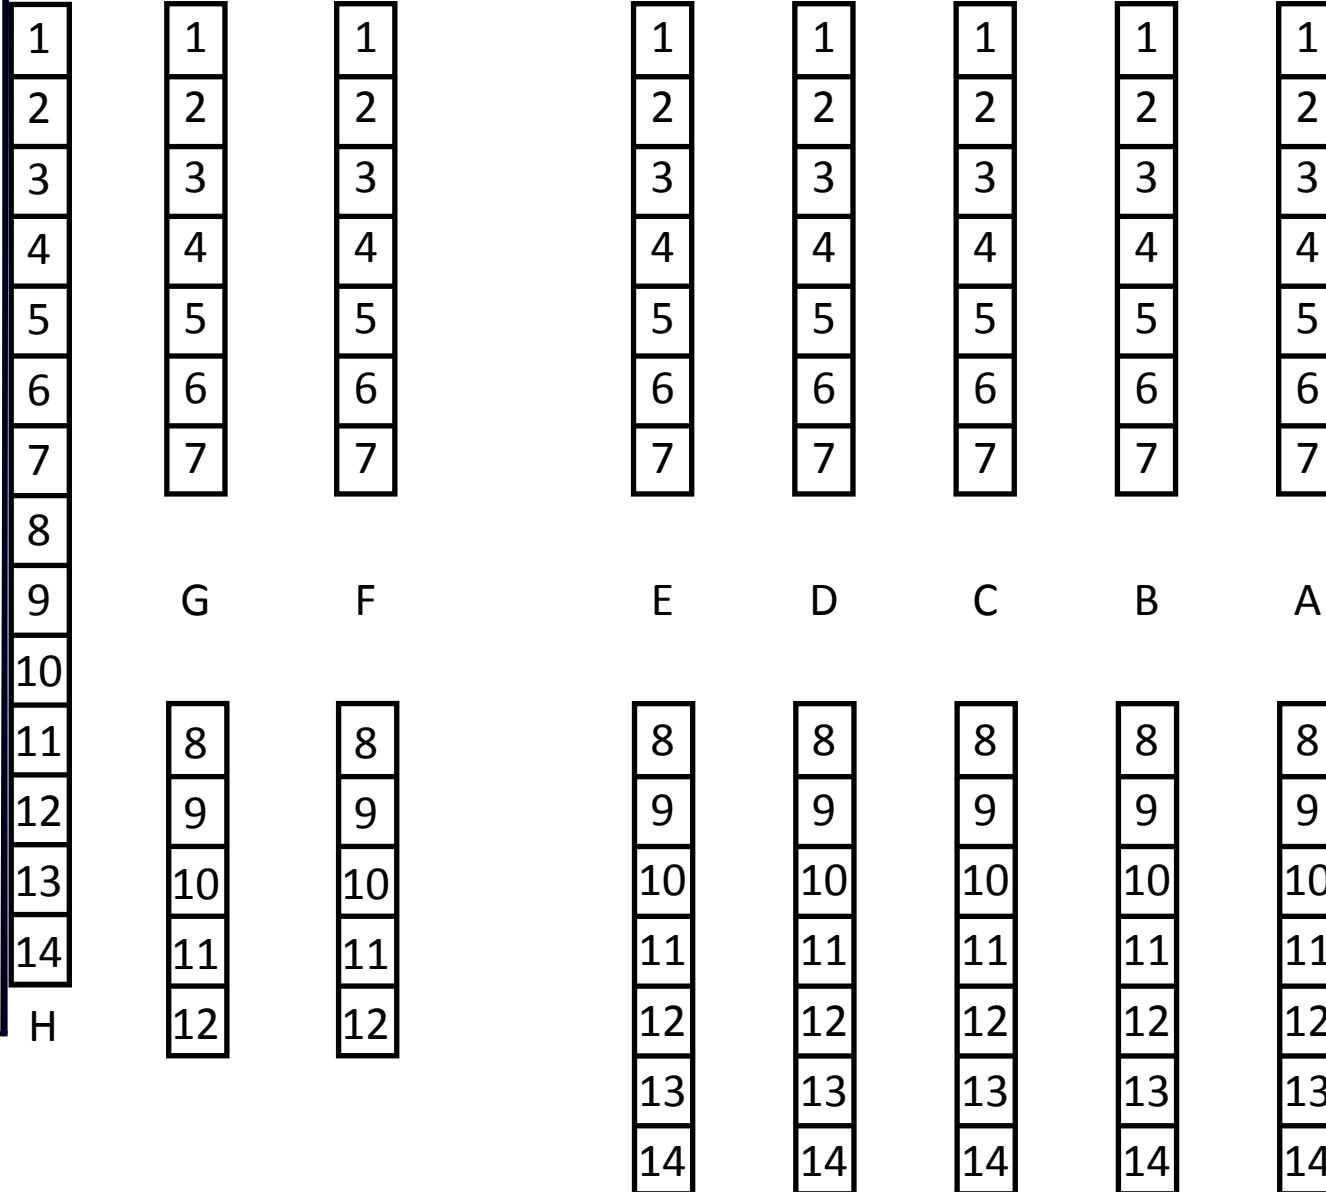 1 1 1 1 1 1 1 1
2 2 2 2 2 2 2 2
3 3 3 3 3 3 3 3
4 4 4 4 4 4 4 4
5 5 5 5 5 5 5 5
6 6 6 6 6 6 6 6
7 7 7 7 7 7 7 7
8
9 G F E D C B A
10
11 8 8 8 8 8 8 8
12 9 9 9 9 9 9 9
13 10 10 10 10 10 10 10
14 11 11 11 11 11 11 11
H 12 12 12 12 12 12 12
13 13 13 13 13
14 14 14 14 14